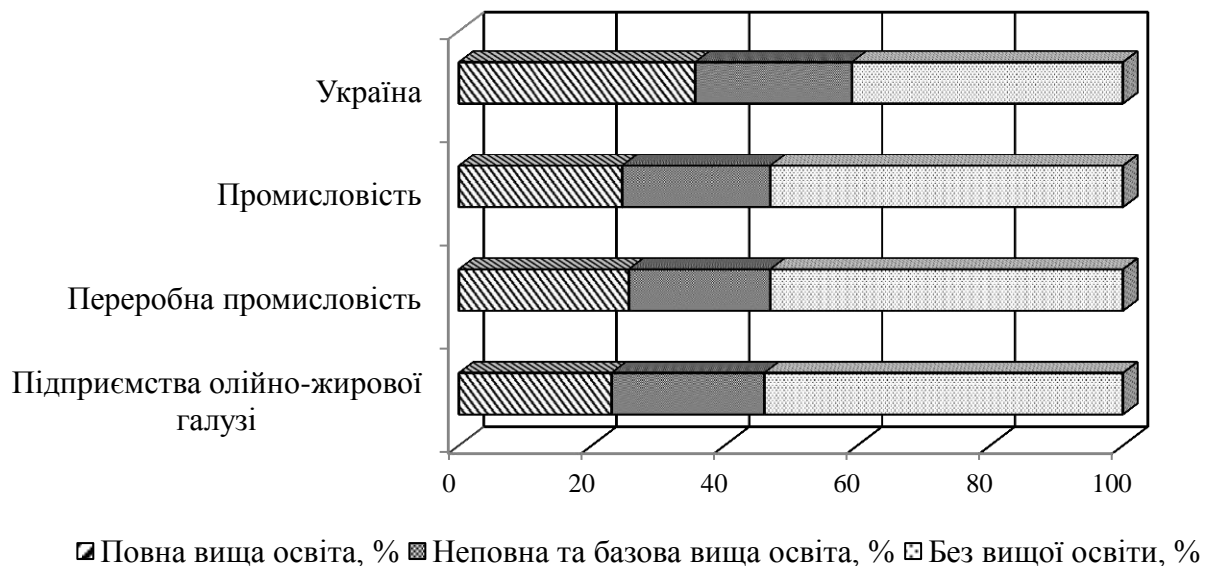 Україна
Промисловість
Переробна промисловість
Підприємства олійно-жирової
галузі
0 20 40 60 80 100
Повна вища освіта, % Неповна та базова вища освіта, % Без вищої освіти, %